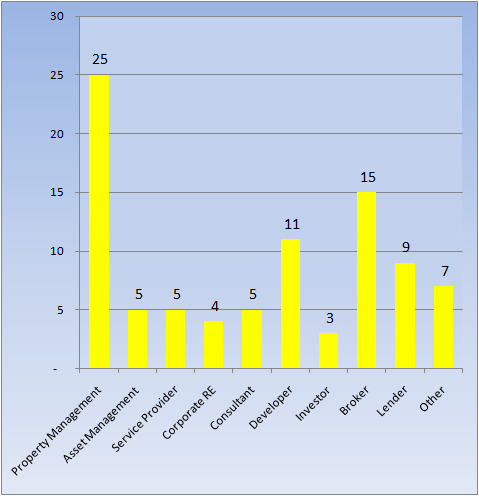 30
25
20
15
10
5
-
25
5
5
4
5
11
3
15
9
7
Property Management
Asset Management
Service Provider
Corporate RE
Consultant
Developer
Investor
Broker
Lender
Other